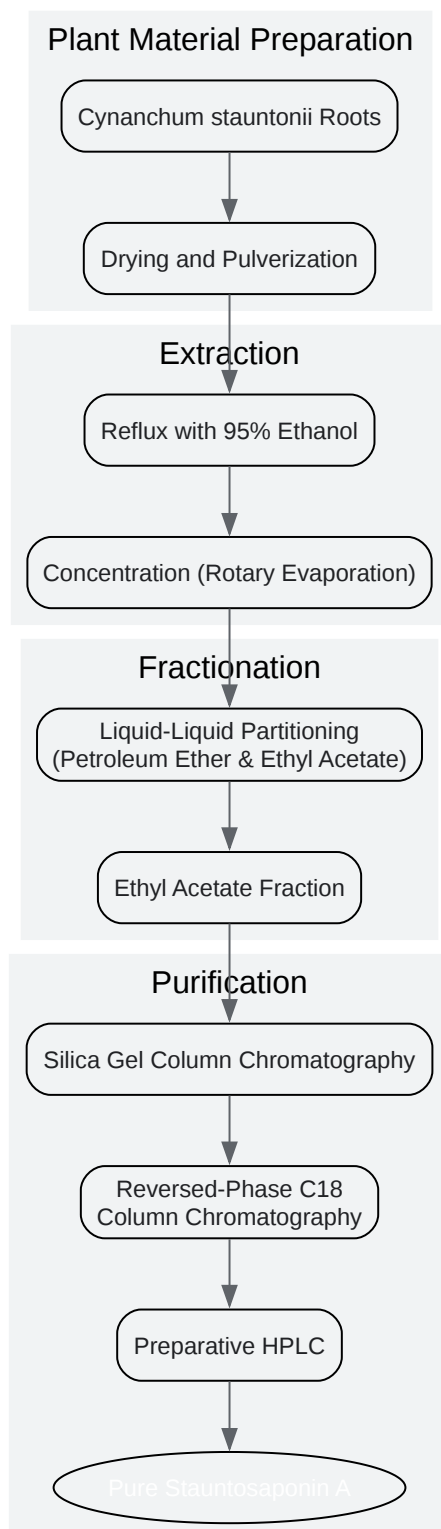 Plant Material Preparation
Cynanchum stauntonii Roots
Drying and Pulverization
Extraction
Reflux with 95% Ethanol
Concentration (Rotary Evaporation)
Fractionation
Liquid-Liquid Partitioning
(Petroleum Ether & Ethyl Acetate)
Ethyl Acetate Fraction
Purification
Silica Gel Column Chromatography
Reversed-Phase C18
Column Chromatography
Preparative HPLC
Pure Stauntosaponin A